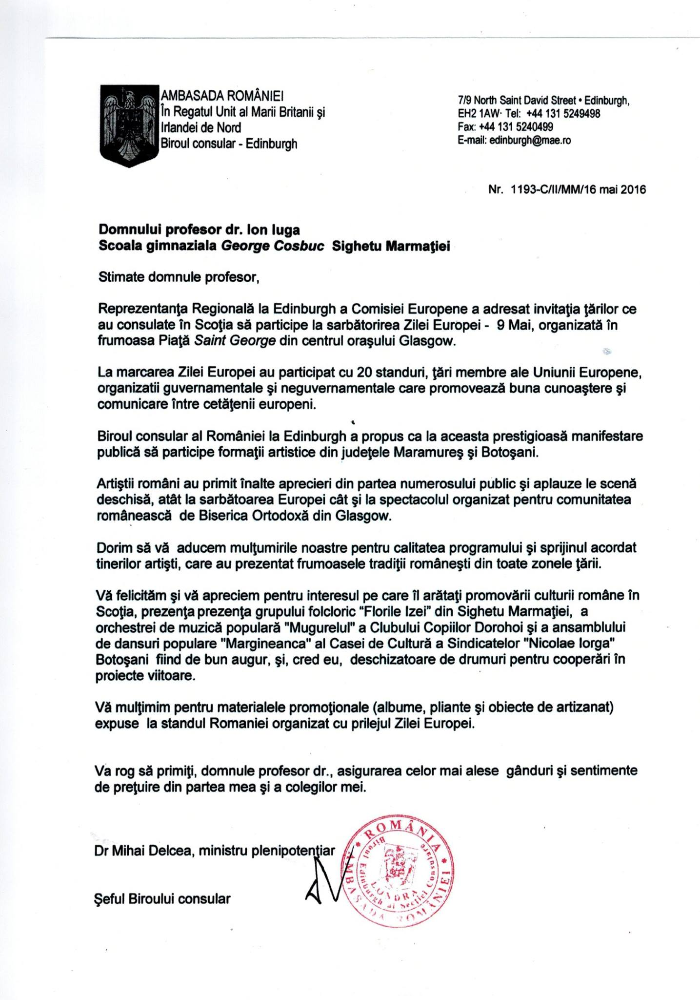 AMBASADA ROMÂNIEI
În Regatul Unit al Marii Britanii şi
Irlandei de Nord
Biroul consular - Edinburgh
7/9 North Saint David Street • Edinburgh,
EH2 1AW· Tel: +44 131 5249498
Fax: +44 131 5240499
E-mail: edinburgh@mae.ro
Nr. 1193-C/II/MM/16 mai 2016
Domnului profesor dr. Ion Iuga
Scoala gimnaziala George Cosbuc Sighetu Marmaţiei
Stimate domnule profesor,
Reprezentanţa Regională la Edinburgh a Comisiei Europene a adresat invitaţia ţărilor ce
au consulate în Scoţia să participe la sarbătorirea Zilei Europei - 9 Mai, organizată în
frumoasa Piaţă Saint George din centrul oraşului Glasgow.
La marcarea Zilei Europei au participat cu 20 standuri, ţări membre ale Uniunii Europene,
organizatii guvernamentale şi neguvernamentale care promovează buna cunoaştere şi
comunicare între cetăţenii europeni.
Biroul consular al României la Edinburgh a propus ca la aceasta prestigioasă manifestare
publică să participe formaţii artistice din judeţele Maramureş şi Botoşani.
Artiştii români au primit înalte aprecieri din partea numerosului public şi aplauze le scenă
deschisă, atât la sarbătoarea Europei cât şi la spectacolul organizat pentru comunitatea
românească de Biserica Ortodoxă din Glasgow.
Dorim să vă aducem mulţumirile noastre pentru calitatea programului şi sprijinul acordat
tinerilor artişti, care au prezentat frumoasele tradiţii româneşti din toate zonele ţării.
Vă felicităm şi vă apreciem pentru interesul pe care îl arătaţi promovării culturii române în
Scoţia, prezenţa prezenţa grupului folcloric “Florile Izei” din Sighetu Marmaţiei, a
orchestrei de muzică populară "Mugurelul" a Clubului Copiilor Dorohoi şi a ansamblului
de dansuri populare "Margineanca" al Casei de Cultură a Sindicatelor "Nicolae Iorga"
Botoşani fiind de bun augur, şi, cred eu, deschizatoare de drumuri pentru cooperări în
proiecte viitoare.
Vă mulţimim pentru materialele promoţionale (albume, pliante şi obiecte de artizanat)
expuse la standul Romaniei organizat cu prilejul Zilei Europei.
Va rog să primiţi, domnule profesor dr., asigurarea celor mai alese gânduri şi sentimente
de preţuire din partea mea şi a colegilor mei.
Dr Mihai Delcea, ministru plenipotenţiar
Şeful Biroului consular
ROMÂNIA * AMBASADA ROMÂNIEI *
Biroul Edinburgh al Secţiei Consulare
LONDRA